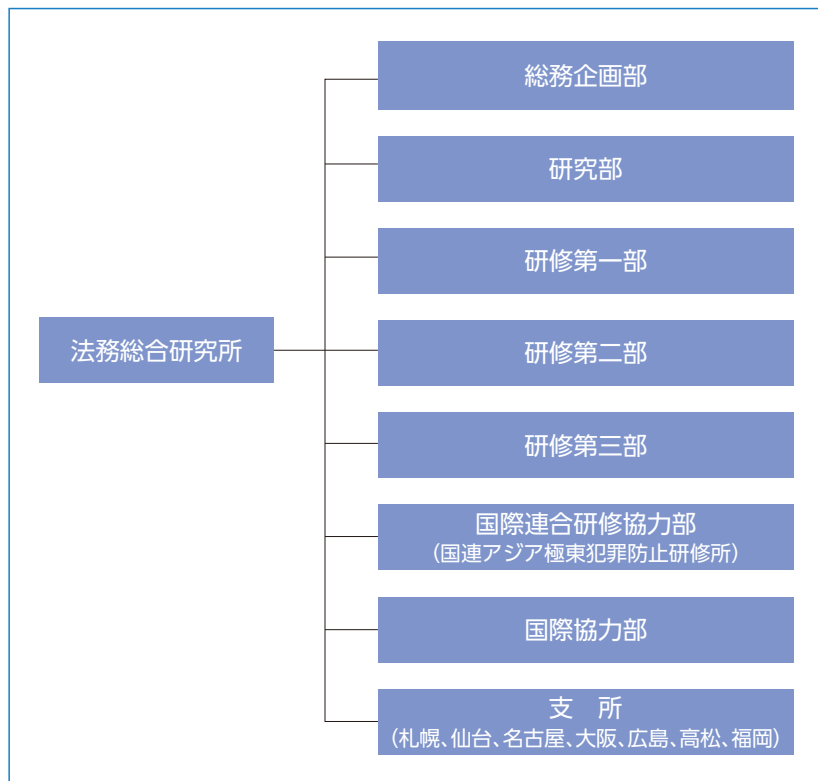 総務企画部
研究部
研修第一部
法務総合研究所
研修第二部
研修第三部
国際連合研修協力部
（国連アジア極東犯罪防止研修所）
国際協力部
支　所
（札幌、仙台、名古屋、大阪、広島、高松、福岡）